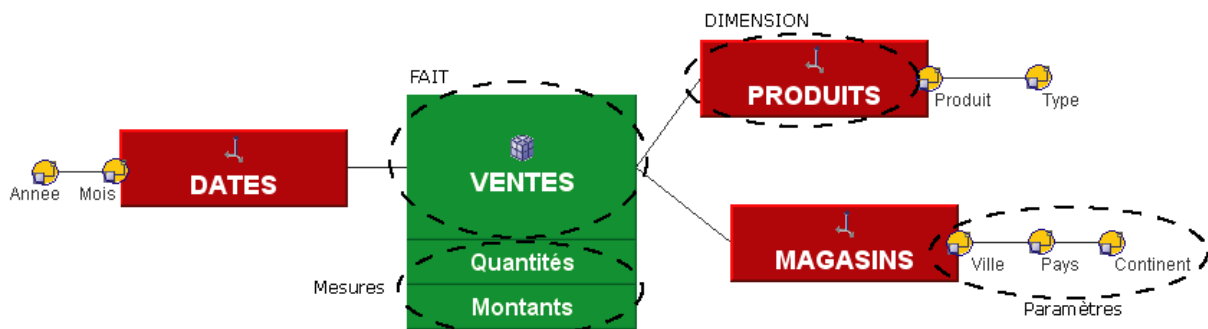 DIMENSION
PRODUITS
Produit
Type
FAIT
VENTES
Quantités
Montants
Mesures
Annee
Mois
DATES
MAGASINS
Ville
Pays
Continent
Paramètres